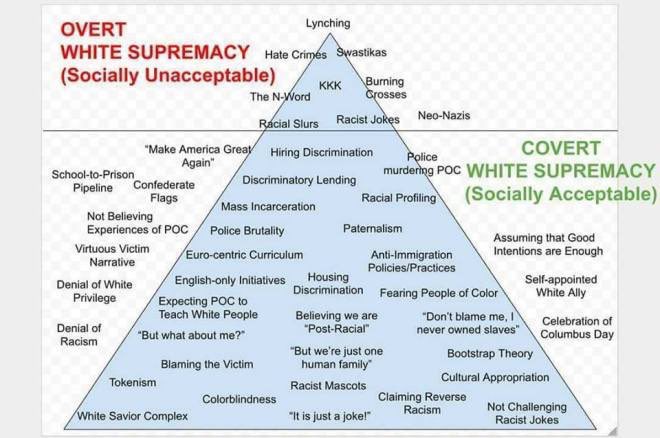 Lynching
OVERT
WHITE SUPREMACY
(Socially Unacceptable)
Hate Crimes
Swastikas
KKK
Burning
Crosses
The N-Word
Racial Slurs
Racist Jokes
Neo-Nazis
COVERT
WHITE SUPREMACY
(Socially Acceptable)
"Make America Great
Again"
Hiring Discrimination
Police
murdering POC
School-to-Prison
Pipeline
Confederate
Flags
Discriminatory Lending
Mass Incarceration
Racial Profiling
Not Believing
Experiences of POC
Police Brutality
Paternalism
Assuming that Good
Intentions are Enough
Virtuous Victim
Narrative
Euro-centric Curriculum
Anti-Immigration
Policies/Practices
Denial of White
Privilege
English-only Initiatives
Housing
Discrimination
Fearing People of Color
Self-appointed
White Ally
Expecting POC to
Teach White People
Believing we are
"Post-Racial"
"Don't blame me, I
never owned slaves"
Celebration of
Columbus Day
Denial of
Racism
"But what about me?"
"But we're just one
human family"
Bootstrap Theory
Blaming the Victim
Tokenism
Racist Mascots
Cultural Appropriation
Colorblindness
Claiming Reverse
Racism
White Savior Complex
"It is just a joke!"
Not Challenging
Racist Jokes